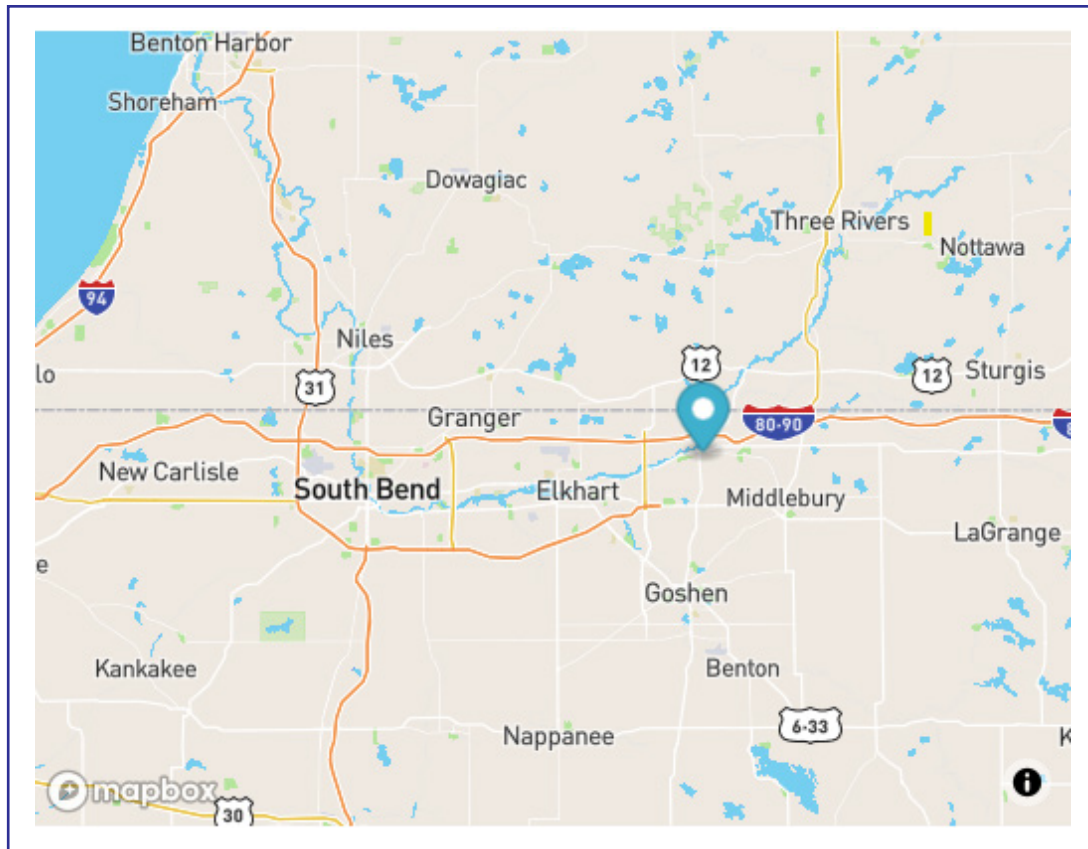 Benton Harbor
Shoreham
Dowagiac
Three Rivers
Nottawa
94
Niles
12
lo
31
12
Sturgis
Granger
80-90
8
New Carlisle
South Bend
Elkhart
Middlebury
LaGrange
e
Goshen
Kankakee
Benton
6-33
Nappanee
K
mapbox
30
i